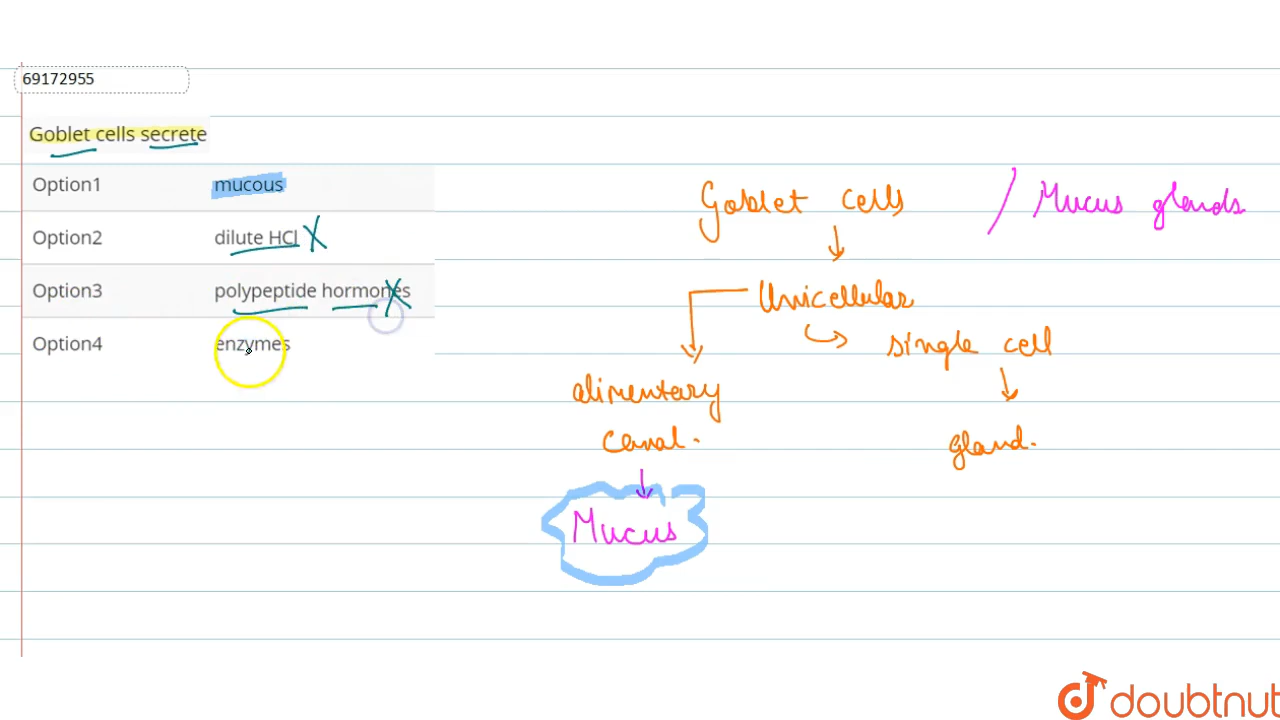 69172955
Goblet cells secrete
Option1 mucous
Option2 dilute HCl X
Option3 polypeptide hormones X
Option4 enzymes
Goblet cells / Mucus glands
Unicellular
single cell
alimentary
canal.
gland.
Mucus
doubtnut